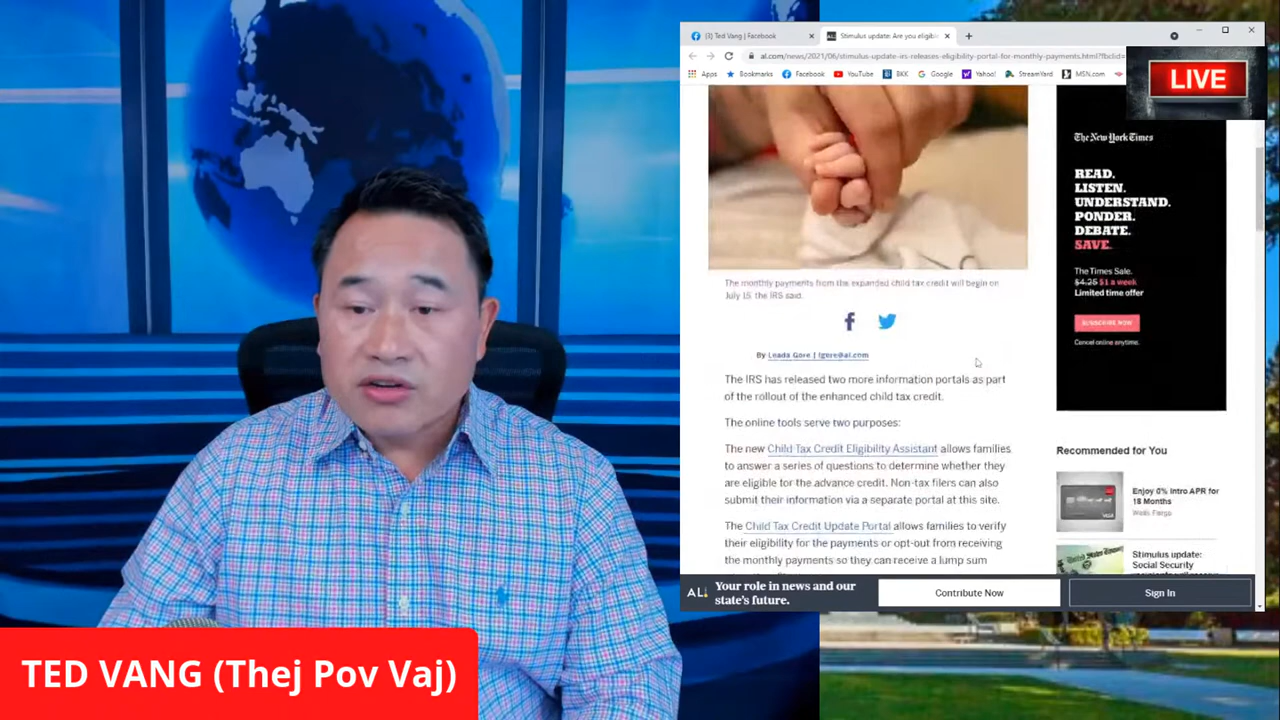 (3) Ted Vang | Facebook
Stimulus update: Are you eligibl
al.com/news/2021/06/stimulus-update-irs-releases-eligibility-portal-for-monthly-payments.html?fbclid=
Apps
Bookmarks
Facebook
YouTube
BKK
Google
Yahoo!
StreamYard
MSN.com
LIVE
The monthly payments from the expanded child tax credit will begin on
July 15, the IRS said.
By Leada Gore | lgore@al.com
The IRS has released two more information portals as part
of the rollout of the enhanced child tax credit.
The online tools serve two purposes:
The new Child Tax Credit Eligibility Assistant allows families
to answer a series of questions to determine whether they
are eligible for the advance credit. Non-tax filers can also
submit their information via a separate portal at this site.
The Child Tax Credit Update Portal allows families to verify
their eligibility for the payments or opt-out from receiving
the monthly payments so they can receive a lump sum
The New York Times
READ.
LISTEN.
UNDERSTAND.
PONDER.
DEBATE.
SAVE.
The Times Sale.
$4.25 $1 a week
Limited time offer
SUBSCRIBE NOW
Cancel online anytime.
Recommended for You
Enjoy 0% Intro APR for
18 Months
Wells Fargo
Stimulus update:
Social Security
AL.
Your role in news and our
state's future.
Contribute Now
Sign In
TED VANG (Thej Pov Vaj)